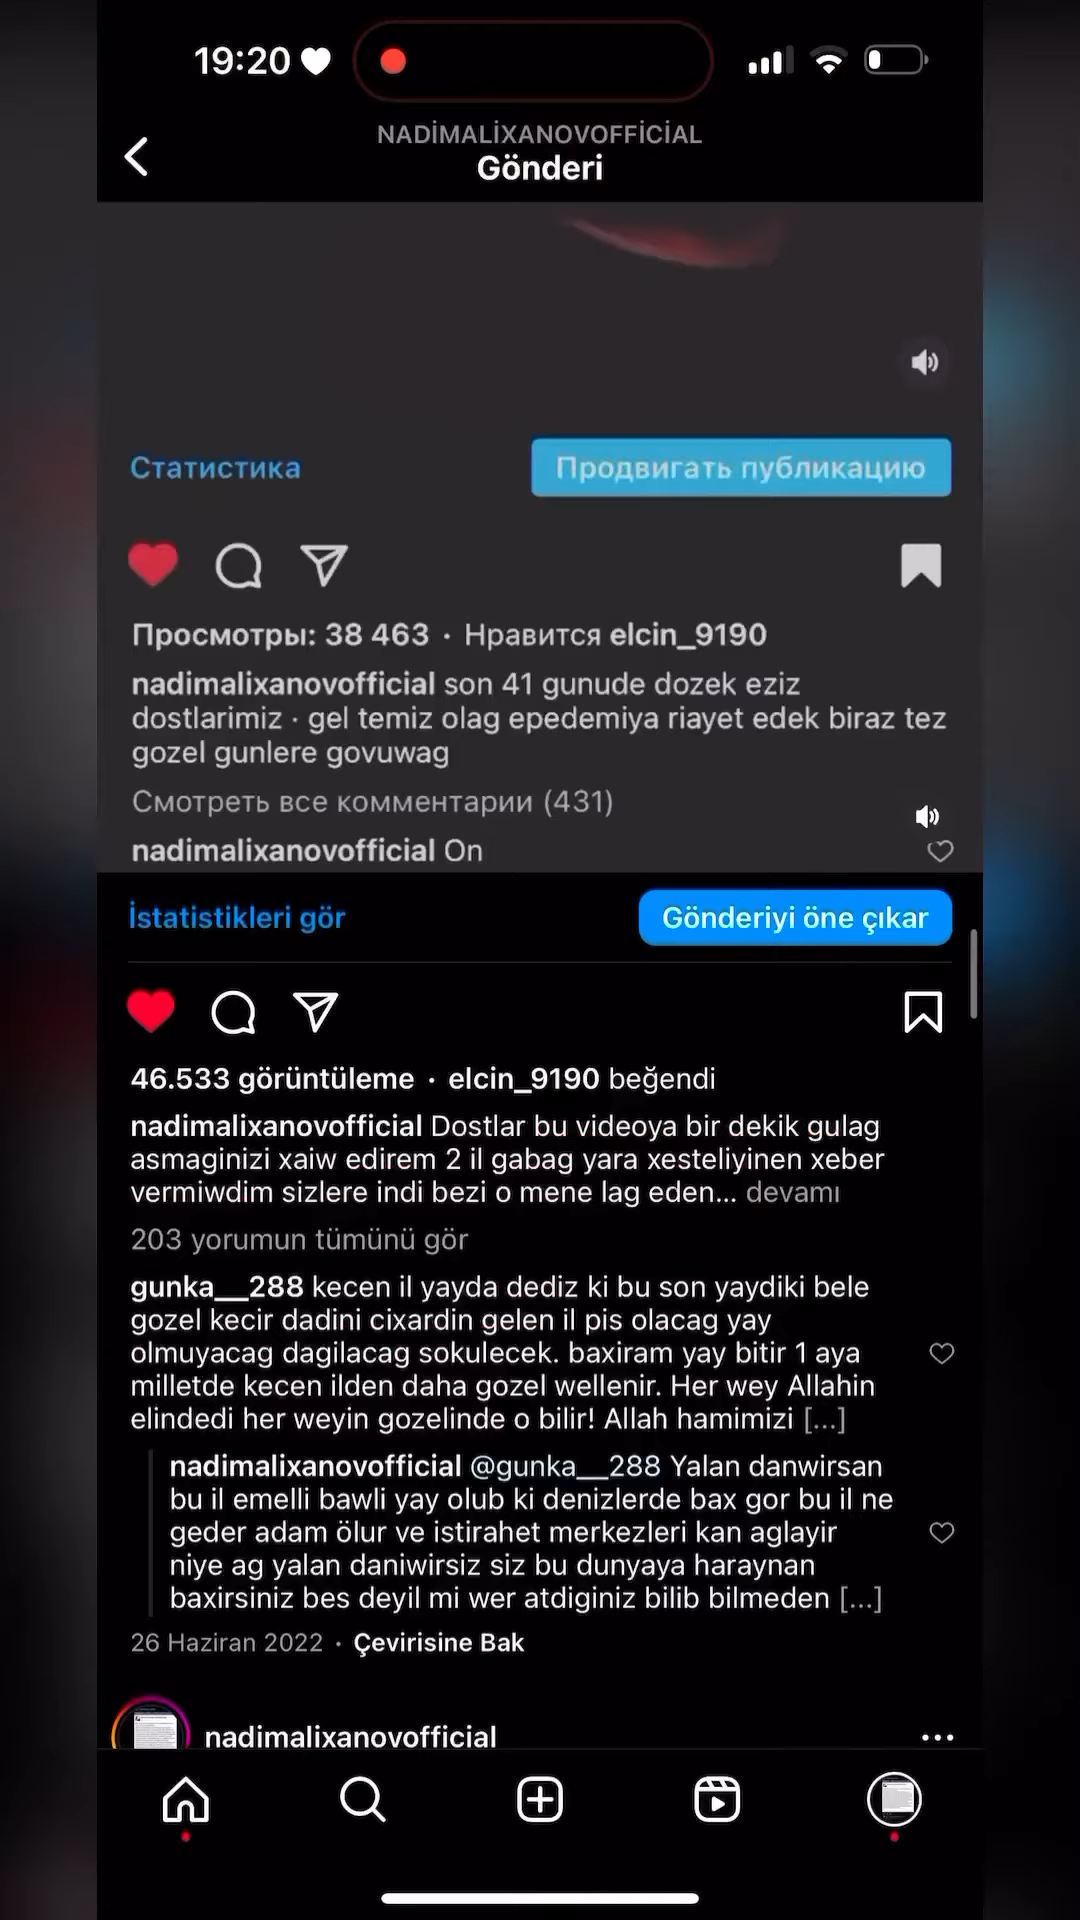 19:20
NADİMALİXANOVOFFİCİAL
Gönderi
Статистика
Продвигать публикацию
Просмотры: 38 463 · Нравится elcin_9190
nadimalixanovofficial son 41 gunude dozek eziz
dostlarimiz · gel temiz olag epedemiya riayet edek biraz tez
gozel gunlere govuwag
Смотреть все комментарии (431)
nadimalixanovofficial On
İstatistikleri gör
Gönderiyi öne çıkar
46.533 görüntüleme · elcin_9190 beğendi
nadimalixanovofficial Dostlar bu videoya bir dekik gulag
asmaginizi xaiw edirem 2 il gabag yara xesteliyinen xeber
vermiwdim sizlere indi bezi o mene lag eden... devamı
203 yorumun tümünü gör
gunka__288 kecen il yayda dediz ki bu son yaydiki bele
gozel kecir dadini cixardin gelen il pis olacag yay
olmuyacag dagilacag sokulecek. baxiram yay bitir 1 aya
milletde kecen ilden daha gozel wellenir. Her wey Allahin
elindedi her weyin gozelinde o bilir! Allah hamimizi [...]
nadimalixanovofficial @gunka__288 Yalan danwirsan
bu il emelli bawli yay olub ki denizlerde bax gor bu il ne
geder adam ölur ve istirahet merkezleri kan aglayir
niye ag yalan daniwirsiz siz bu dunyaya haraynan
baxirsiniz bes deyil mi wer atdiginiz bilib bilmeden [...]
26 Haziran 2022 · Çevirisine Bak
nadimalixanovofficial